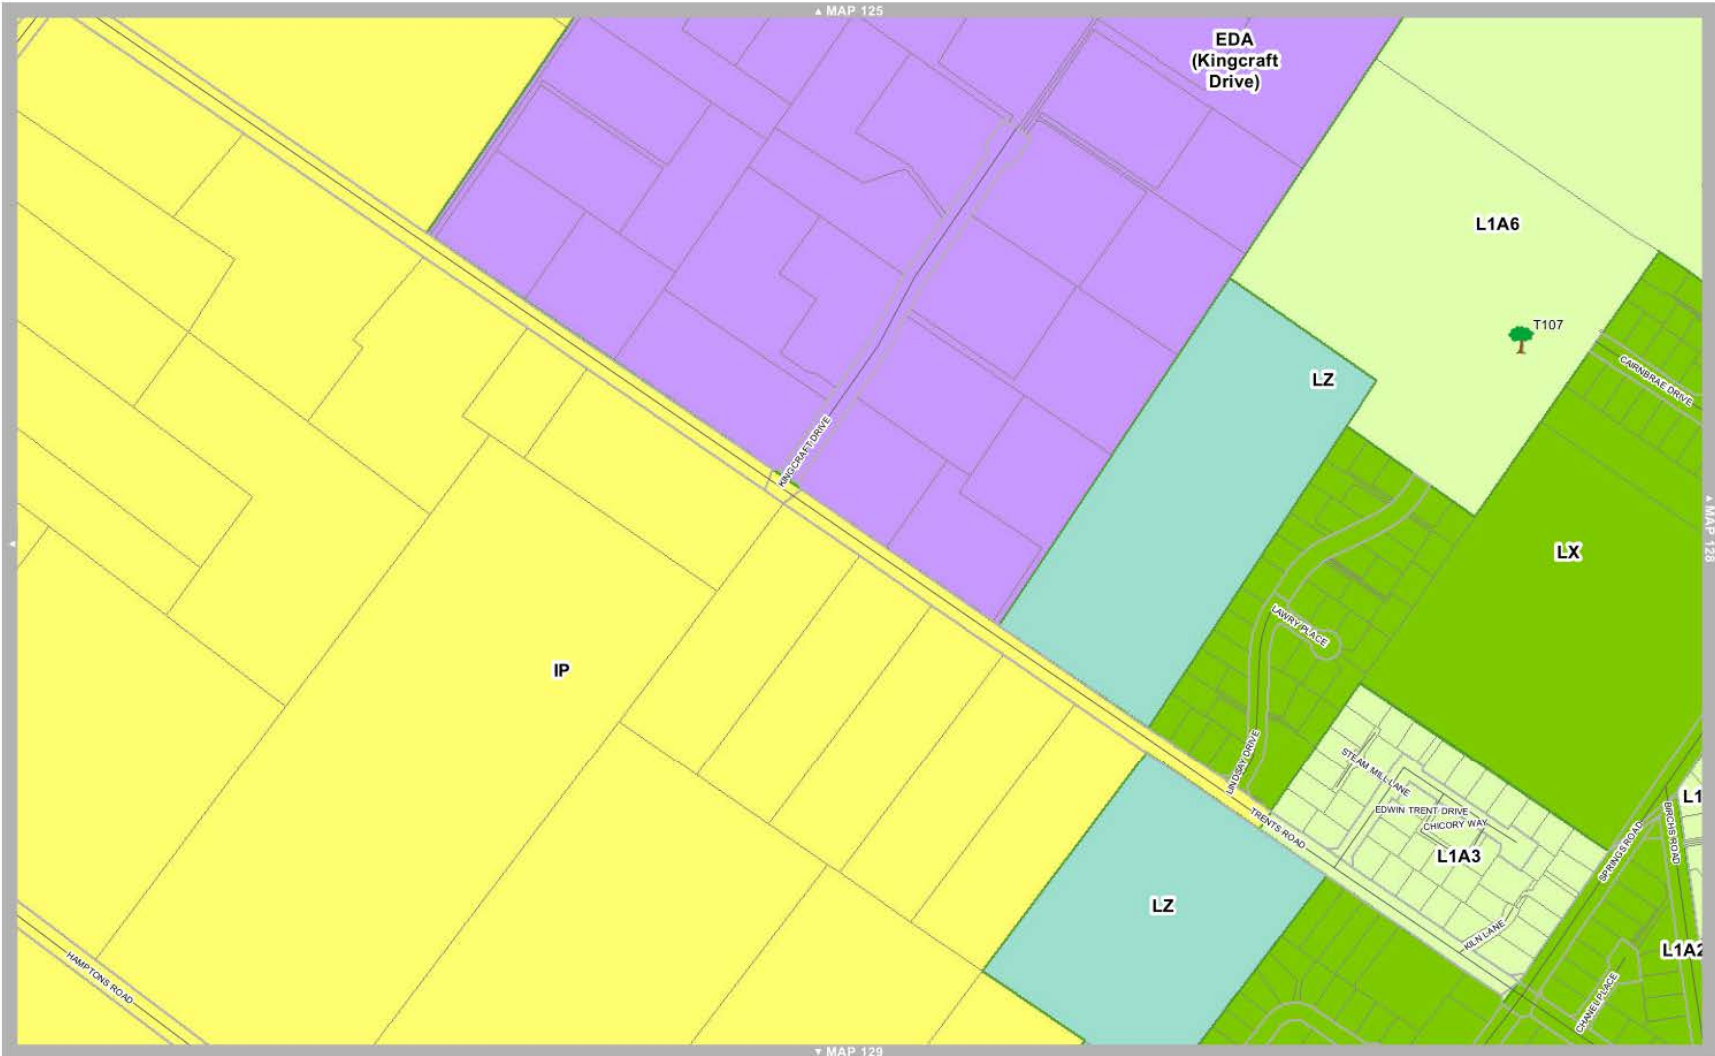 ▲ MAP 125
EDA
(Kingcraft
Drive)
L1A6
T107
CAIRNBRAE DRIVE
LZ
KINGCRAFT DRIVE
▲ MAP 128
LX
LAWRY PLACE
IP
LINDSAY DRIVE
STEAM MILL LANE
EDWIN TRENT DRIVE
CHICORY WAY
TRENTS ROAD
L1A3
SPRINGS ROAD
BIRCHS ROAD
L1
LZ
KILN LANE
L1A2
CHANEL PLACE
HAMPTONS ROAD
▼ MAP 129